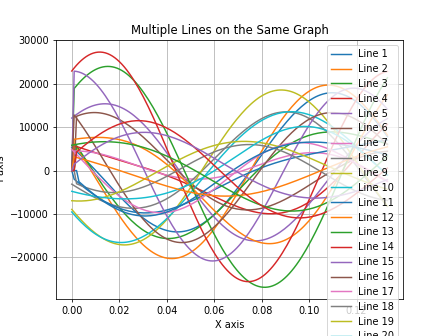 Multiple Lines on the Same Graph
30000
20000
10000
0
−10000
−20000
0.00
0.02
0.04
0.06
0.08
0.10
X axis
Line 1
Line 2
Line 3
Line 4
Line 5
Line 6
Line 7
Line 8
Line 9
Line 10
Line 11
Line 12
Line 13
Line 14
Line 15
Line 16
Line 17
Line 18
Line 19
Line 20